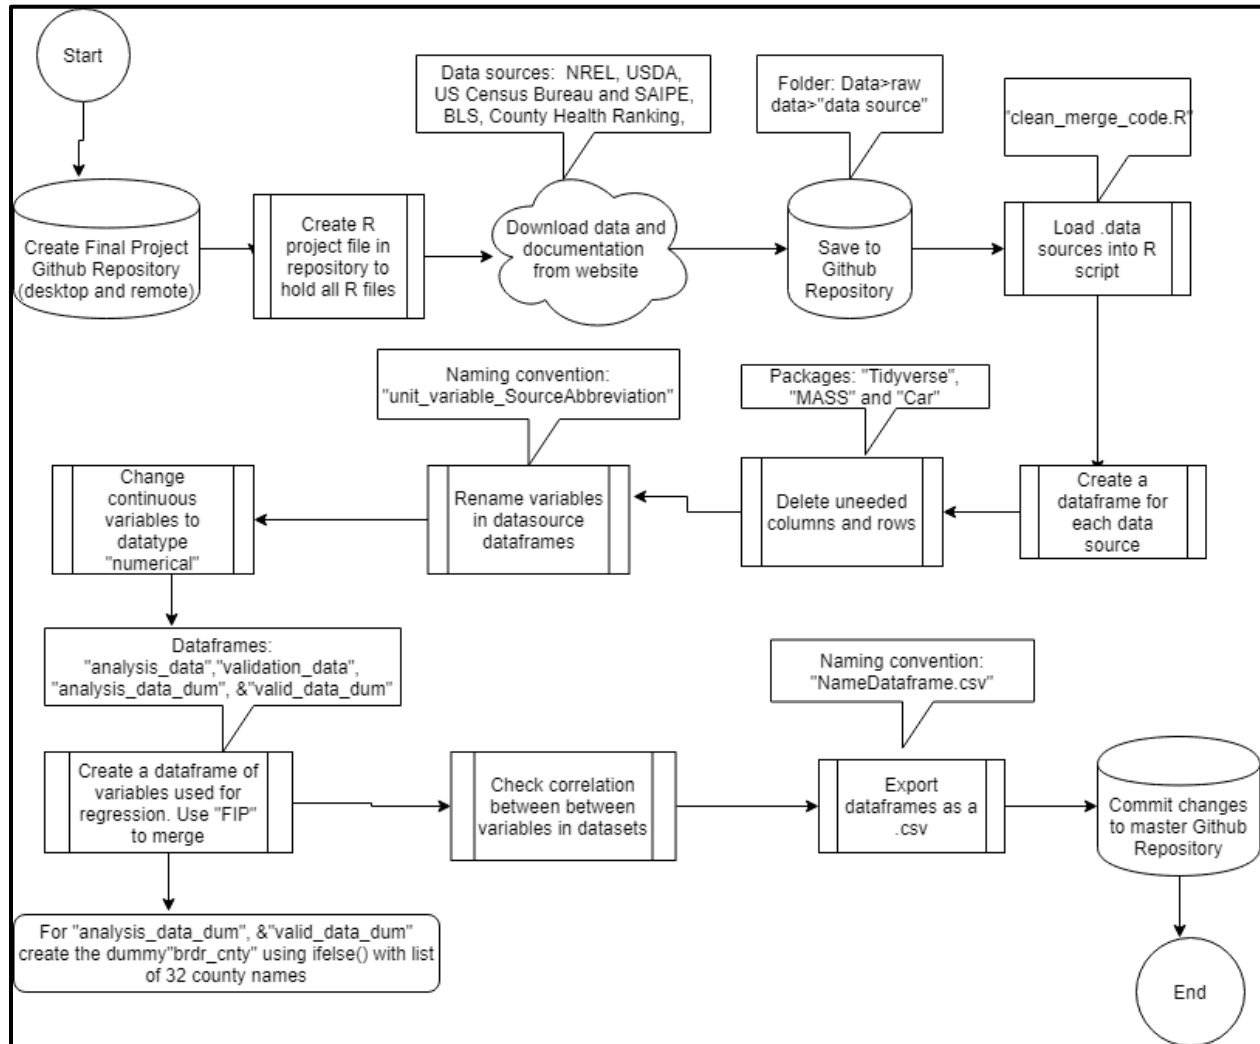 Start
Data sources:  NREL, USDA,
US Census Bureau and SAIPE,
BLS, County Health Ranking,
Folder: Data>raw
data>"data source"
"clean_merge_code.R"
Create Final Project
Github Repository
(desktop and remote)
Create R
project file in
repository to
hold all R files
Download data and
documentation
from website
Save to
Github
Repository
Load .data
sources into R
script
Naming convention:
"unit_variable_SourceAbbreviation"
Packages: "Tidyverse",
"MASS" and "Car"
Change
continuous
variables to
datatype
"numerical"
Rename variables
in datasource
dataframes
Delete uneeded
columns and rows
Create a
dataframe for
each data
source
Dataframes:
"analysis_data","validation_data",
"analysis_data_dum", &"valid_data_dum"
Naming convention:
"NameDataframe.csv"
Create a dataframe of
variables used for
regression. Use "FIP"
to merge
Check correlation
between between
variables in datasets
Export
dataframes as a
.csv
Commit changes
to master Github
Repository
For "analysis_data_dum", &"valid_data_dum"
create the dummy"brdr_cnty" using ifelse() with list
of 32 county names
End